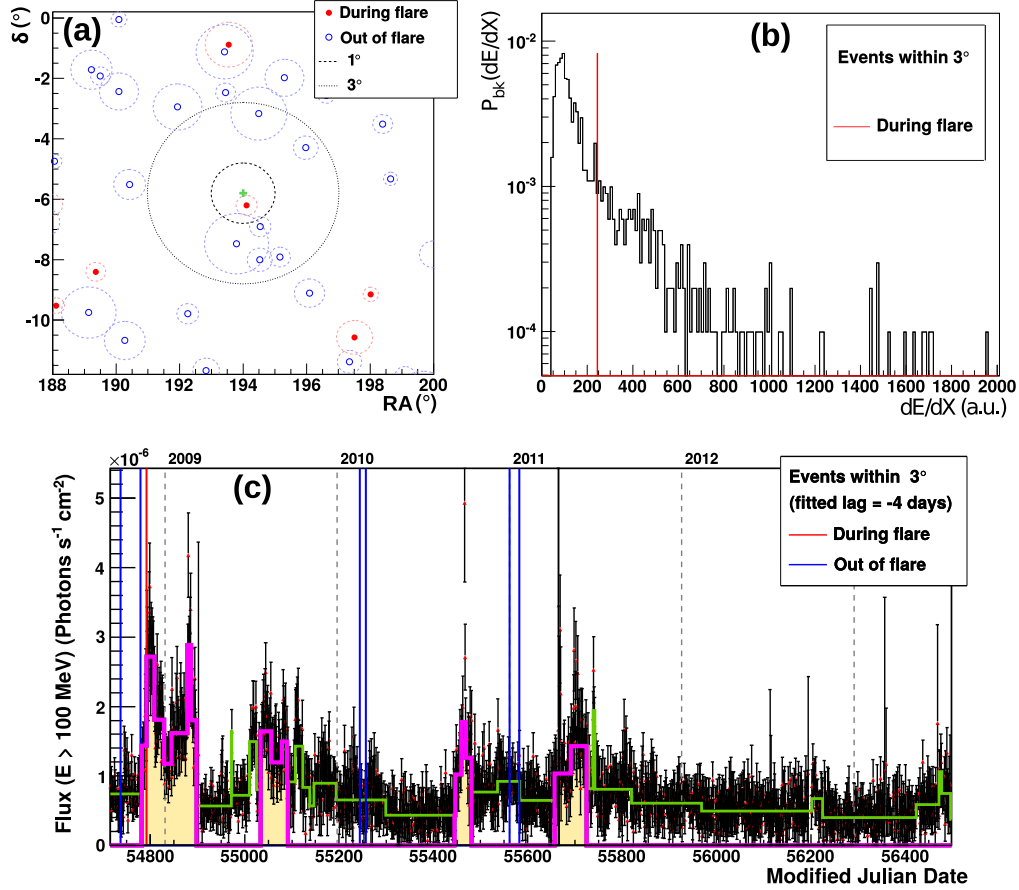 (a)
δ(°)
During flare
Out of flare
1°
3°
0
-2
-4
-6
-8
-10
188 190 192 194 196 198 200
RA(°)
(b)
P_bk(dE/dX)
Events within 3°
During flare
10^-2
10^-3
10^-4
0 200 400 600 800 1000 1200 1400 1600 1800 2000
dE/dX (a.u.)
(c)
×10^-6
2009 2010 2011 2012
Events within 3°
(fitted lag = -4 days)
During flare
Out of flare
Flux (E > 100 MeV) (Photons s^-1 cm^-2)
5
4
3
2
1
0
54800 55000 55200 55400 55600 55800 56000 56200 56400
Modified Julian Date